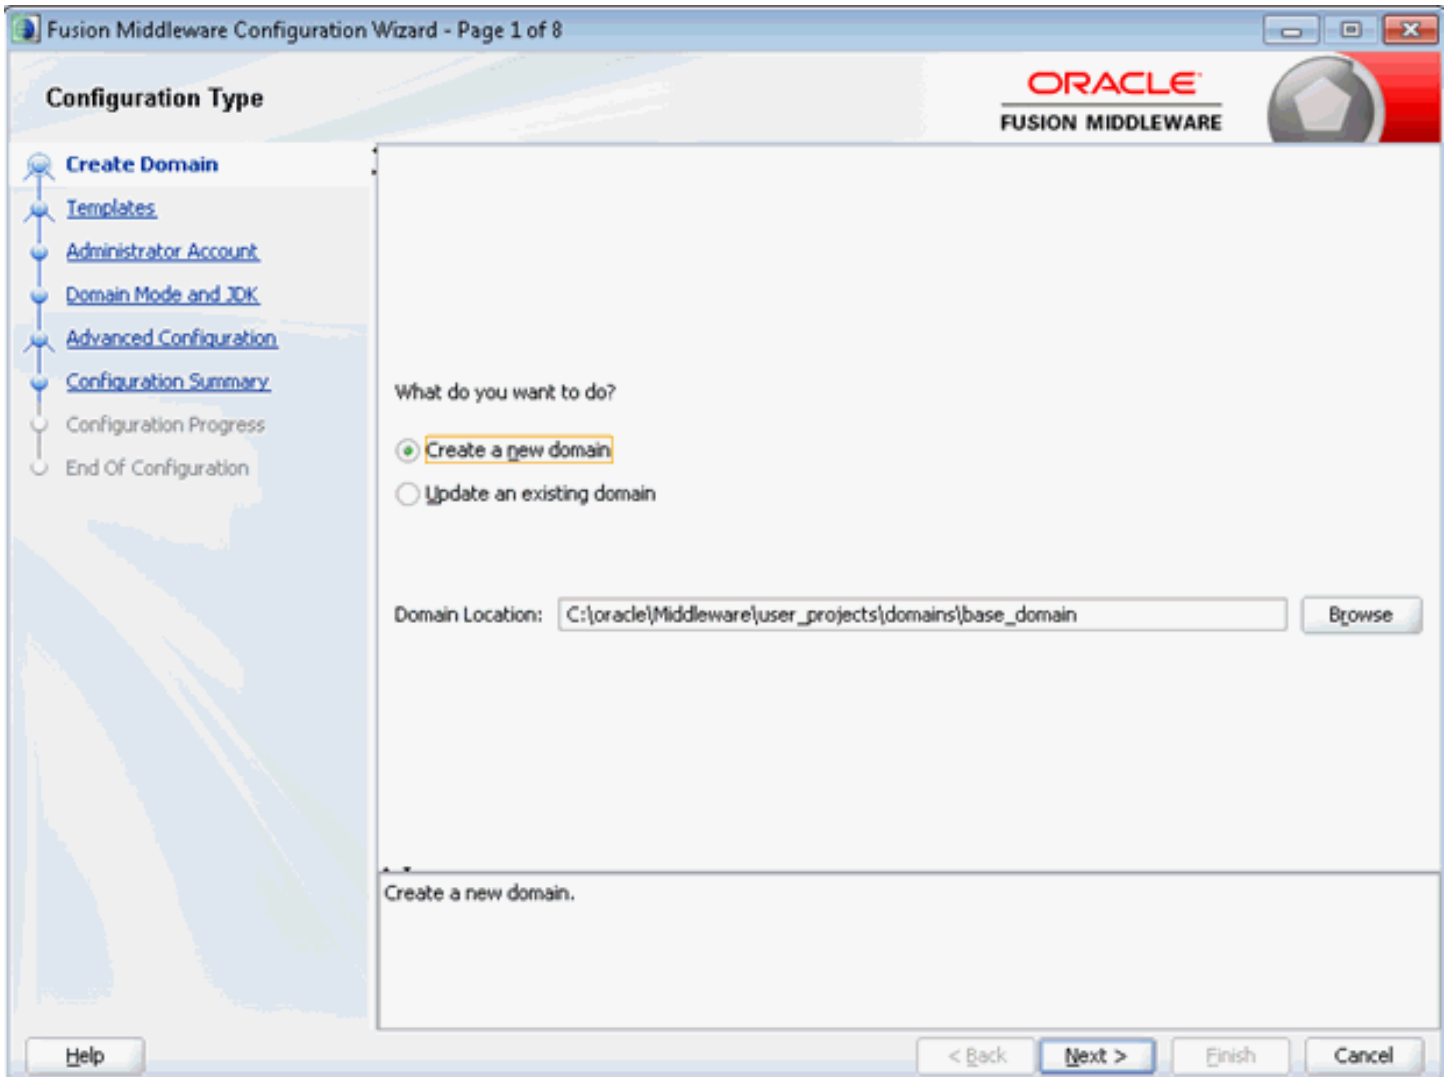 Fusion Middleware Configuration Wizard - Page 1 of 8
Configuration Type
ORACLE
FUSION MIDDLEWARE
Create Domain
Templates
Administrator Account
Domain Mode and JDK
Advanced Configuration
Configuration Summary
Configuration Progress
End Of Configuration
What do you want to do?
Create a new domain
Update an existing domain
Domain Location: C:\oracle\Middleware\user_projects\domains\base_domain Browse
Create a new domain.
Help < Back Next > Finish Cancel